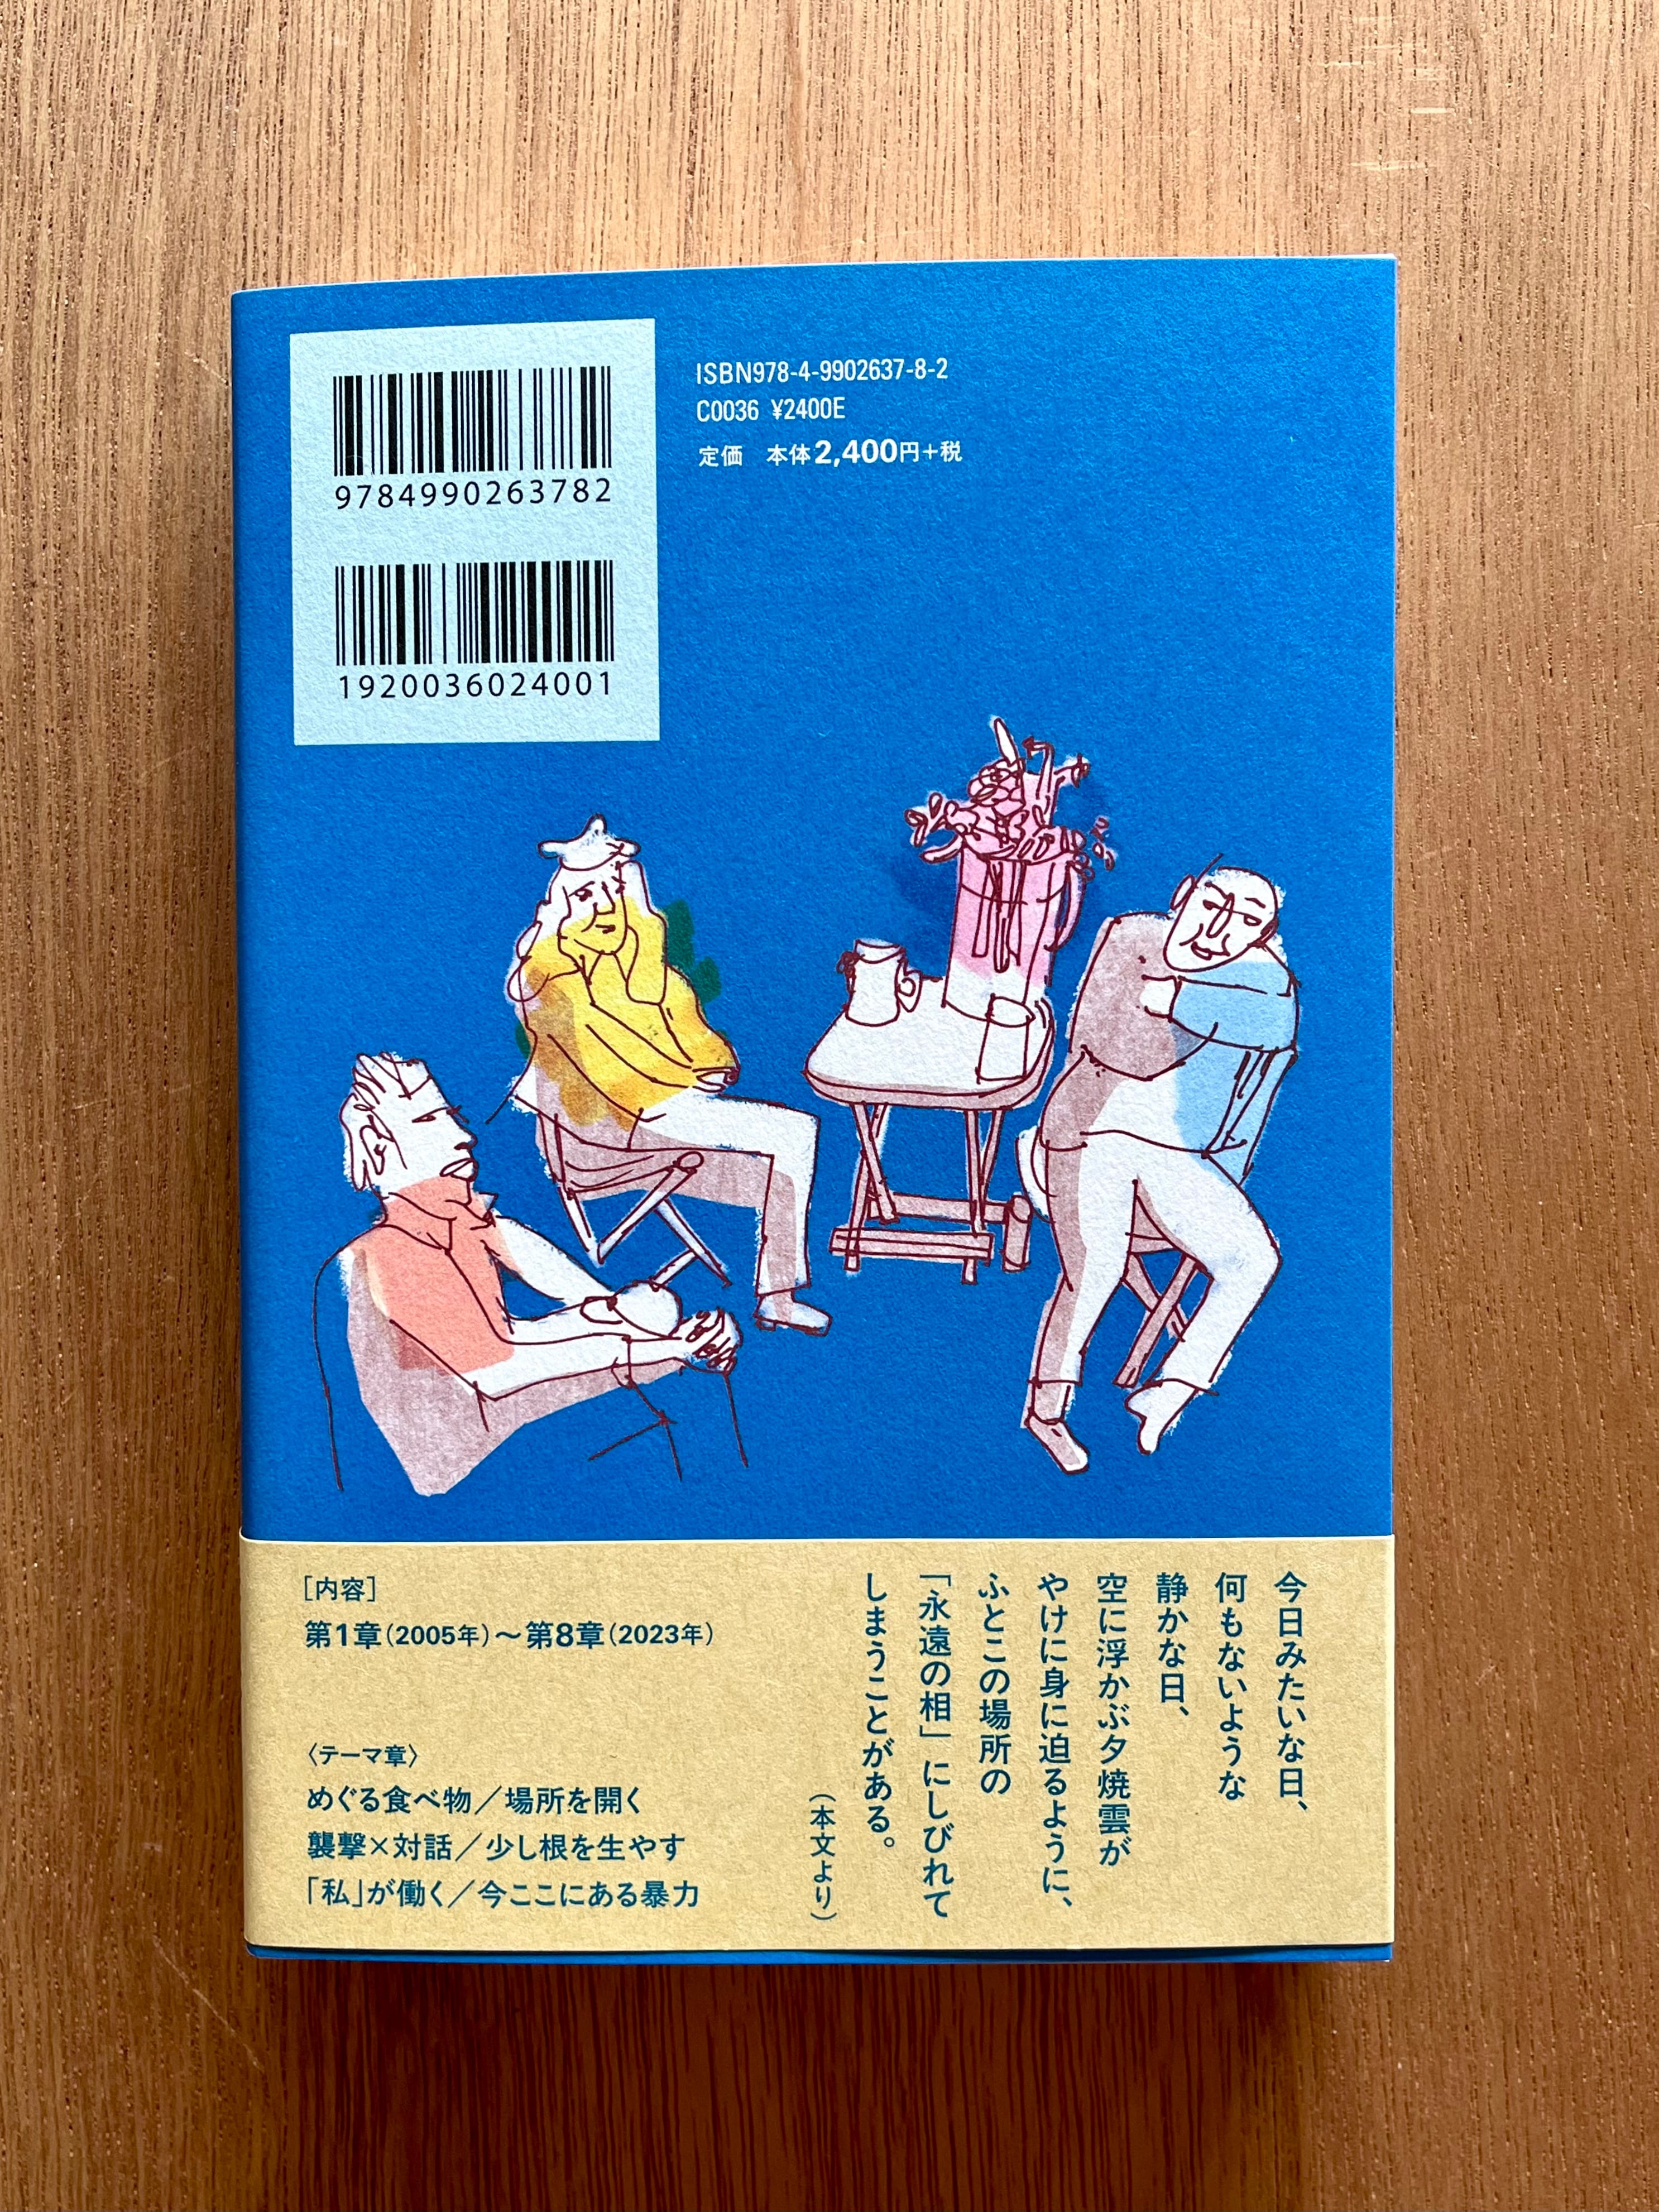 9784990263782
1920036024001
ISBN978-4-9902637-8-2
C0036 ¥2400E
定価 本体2,400円+税
今日みたいな日、
何もないような
静かな日、
空に浮かぶ夕焼雲が
やけに身に迫るように、
ふとこの場所の
「永遠の相」にしびれて
しまうことがある。
（本文より）
［内容］
第1章（2005年）～第8章（2023年）
〈テーマ章〉
めぐる食べ物／場所を開く
襲撃×対話／少し根を生やす
「私」が働く／今ここにある暴力